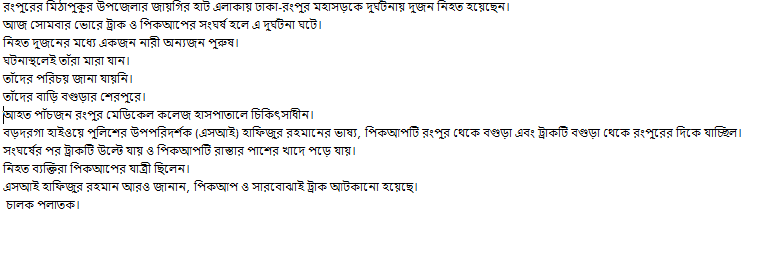 রংপুরের মিঠাপুকুর উপজেলার জায়গির হাট এলাকায় ঢাকা-রংপুর মহাসড়কে দুর্ঘটনায় দুজন নিহত হয়েছেন।
আজ সোমবার ভোরে ট্রাক ও পিকআপের সংঘর্ষ হলে এ দুর্ঘটনা ঘটে।
নিহত দুজনের মধ্যে একজন নারী অন্যজন পুরুষ।
ঘটনাস্থলেই তাঁরা মারা যান।
তাঁদের পরিচয় জানা যায়নি।
তাঁদের বাড়ি বগুড়ার শেরপুরে।
আহত পাঁচজন রংপুর মেডিকেল কলেজ হাসপাতালে চিকিৎসাধীন।
বড়দরগা হাইওয়ে পুলিশের উপপরিদর্শক (এসআই) হাফিজুর রহমানের ভাষ্য, পিকআপটি রংপুর থেকে বগুড়া এবং ট্রাকটি বগুড়া থেকে রংপুরের দিকে যাচ্ছিল।
সংঘর্ষের পর ট্রাকটি উল্টে যায় ও পিকআপটি রাস্তার পাশের খাদে পড়ে যায়।
নিহত ব্যক্তিরা পিকআপের যাত্রী ছিলেন।
এসআই হাফিজুর রহমান আরও জানান, পিকআপ ও সারবোঝাই ট্রাক আটকানো হয়েছে।
চালক পলাতক।